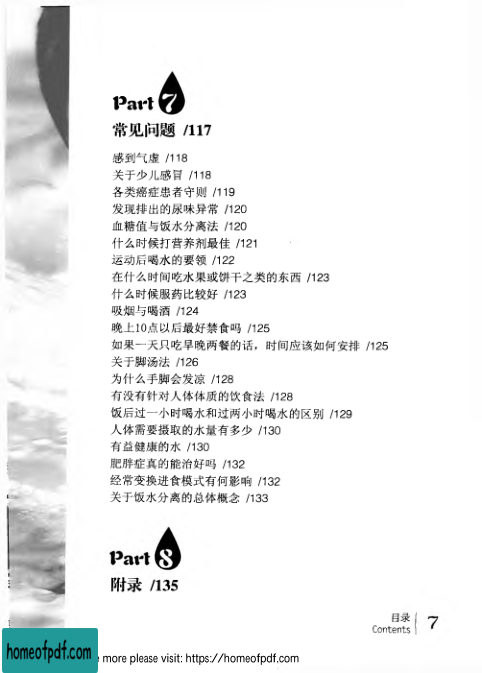 Part 7
常见问题 /117
感到气虚 /118
关于少儿感冒 /118
各类癌症患者守则 /119
发现排出的尿味异常 /120
血糖值与饭水分离法 /120
什么时候打营养剂最佳 /121
运动后喝水的要领 /122
在什么时间吃水果或饼干之类的东西 /123
什么时候服药比较好 /123
吸烟与喝酒 /124
晚上10点以后最好禁食吗 /125
如果一天只吃早晚两餐的话，时间应该如何安排 /125
关于脚汤法 /126
为什么手脚会发凉 /128
有没有针对人体体质的饮食法 /128
饭后过一小时喝水和过两小时喝水的区别 /129
人体需要摄取的水量有多少 /130
有益健康的水 /130
肥胖症真的能治好吗 /132
经常变换进食模式有何影响 /132
关于饭水分离的总体概念 /133
Part 8
附录 /135
目录
Contents 7
homeofpdf.com
more please visit: https://homeofpdf.com